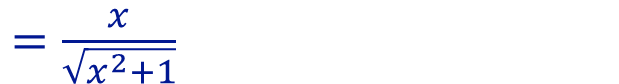 = x/√(x²+1)